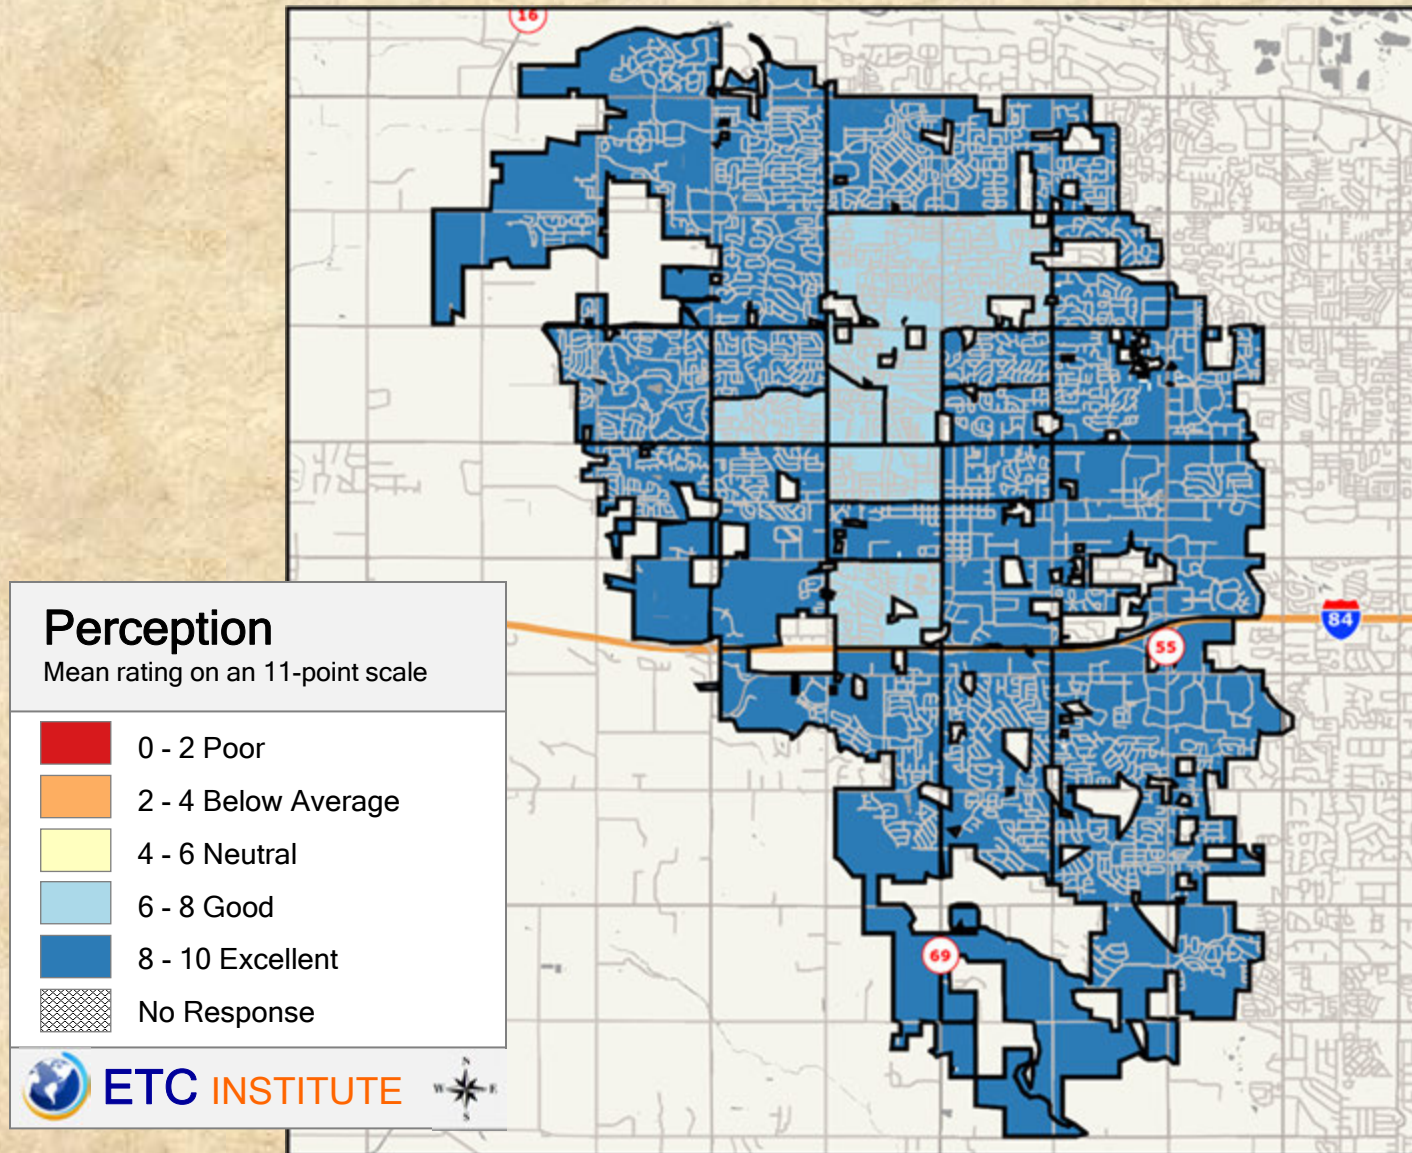 16
84
55
Perception
Mean rating on an 11-point scale
0 - 2 Poor
2 - 4 Below Average
4 - 6 Neutral
6 - 8 Good
8 - 10 Excellent
No Response
69
ETC INSTITUTE
N
W E
S